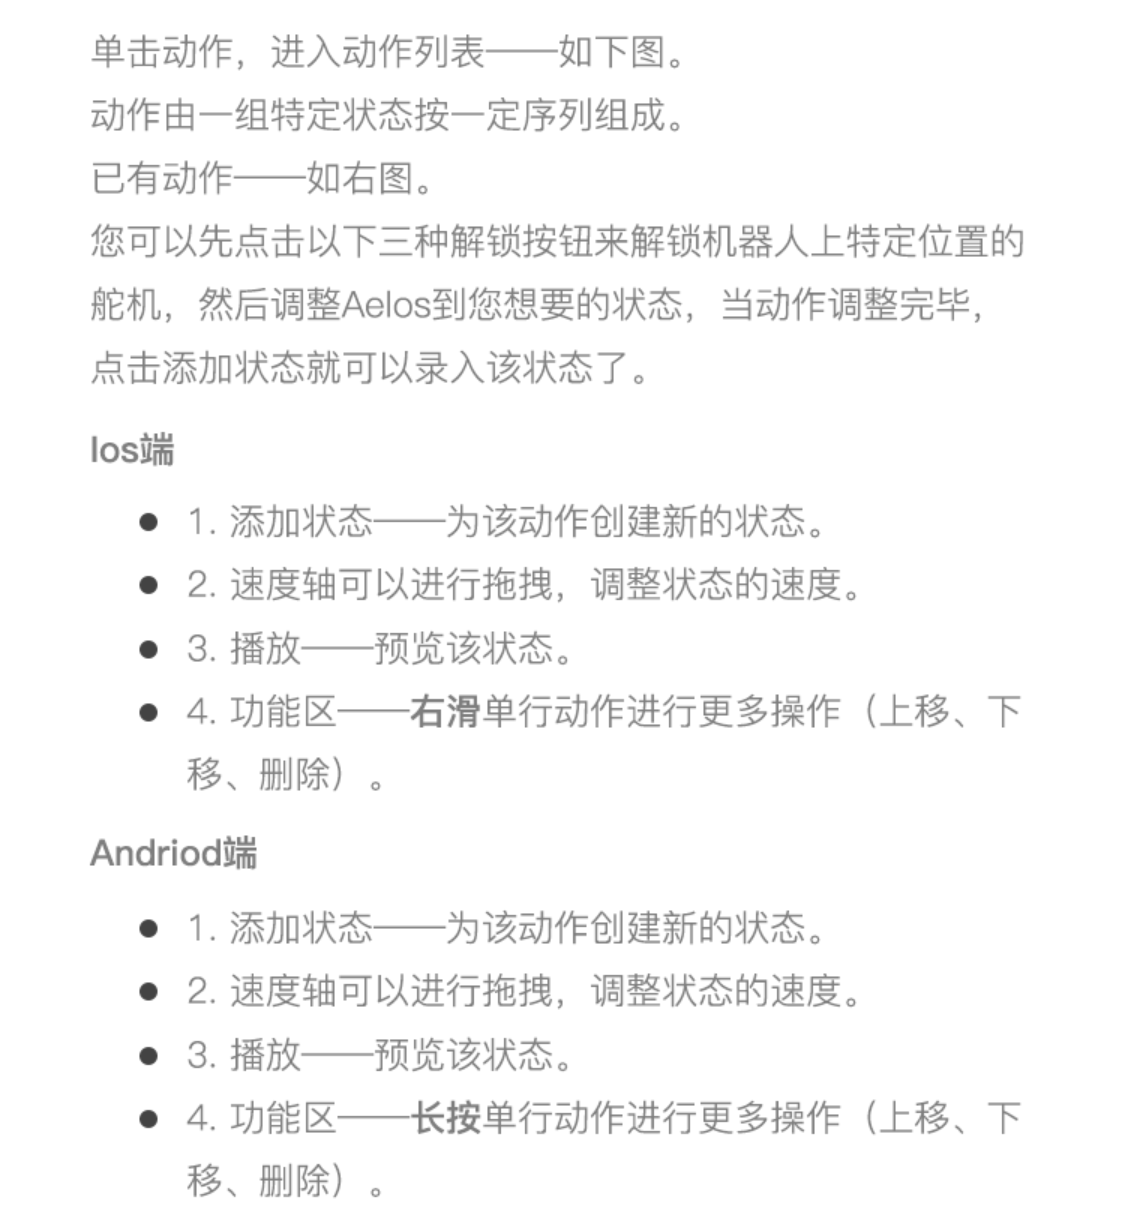 单击动作，进入动作列表——如下图。
动作由一组特定状态按一定序列组成。
已有动作——如右图。
您可以先点击以下三种解锁按钮来解锁机器人上特定位置的
舵机，然后调整Aelos到您想要的状态，当动作调整完毕，
点击添加状态就可以录入该状态了。
Ios端
● 1. 添加状态——为该动作创建新的状态。
● 2. 速度轴可以进行拖拽，调整状态的速度。
● 3. 播放——预览该状态。
● 4. 功能区——右滑单行动作进行更多操作（上移、下
移、删除）。
Andriod端
● 1. 添加状态——为该动作创建新的状态。
● 2. 速度轴可以进行拖拽，调整状态的速度。
● 3. 播放——预览该状态。
● 4. 功能区——长按单行动作进行更多操作（上移、下
移、删除）。